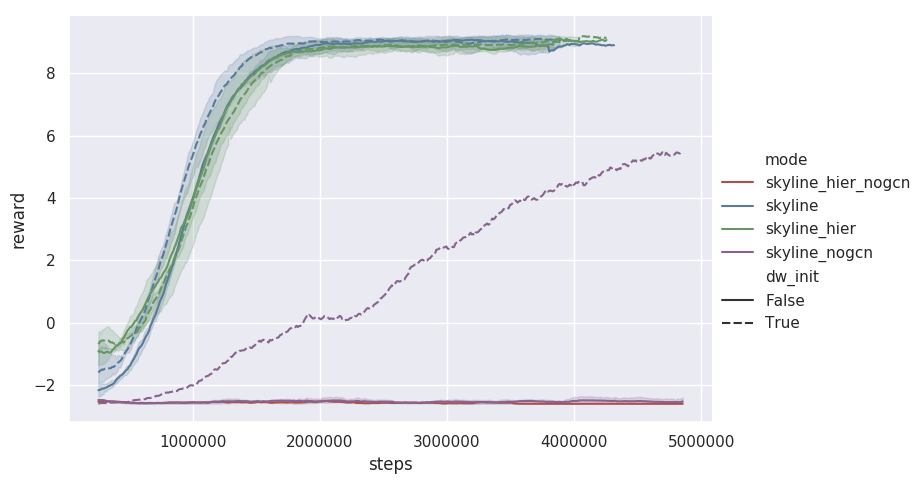 8
6
4
2
0
−2
reward
1000000
2000000
3000000
4000000
5000000
steps
mode
skyline_hier_nogcn
skyline
skyline_hier
skyline_nogcn
dw_init
False
True